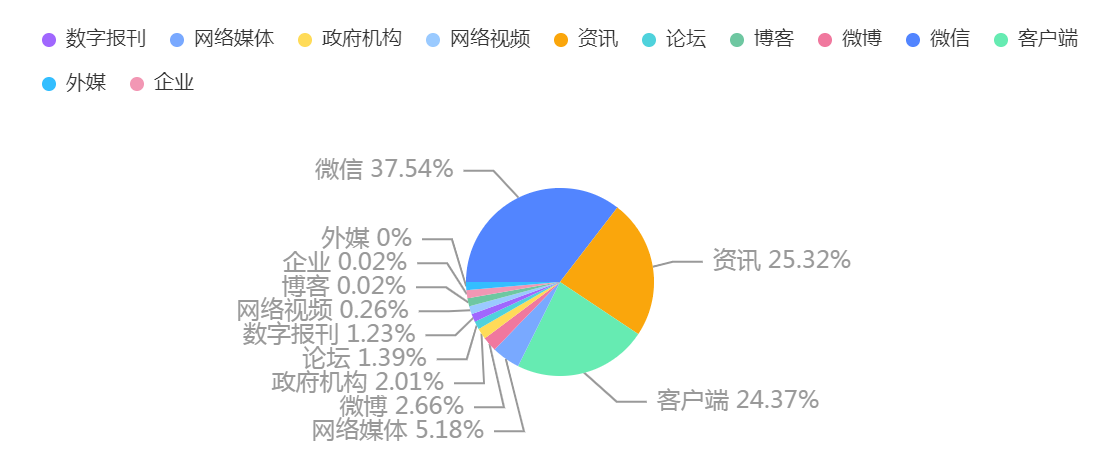 数字报刊 网络媒体 政府机构 网络视频 资讯 论坛 博客 微博 微信 客户端
外媒 企业
微信 37.54%
外媒 0%
资讯 25.32%
企业 0.02%
博客 0.02%
网络视频 0.26%
数字报刊 1.23%
论坛 1.39%
政府机构 2.01%
客户端 24.37%
微博 2.66%
网络媒体 5.18%